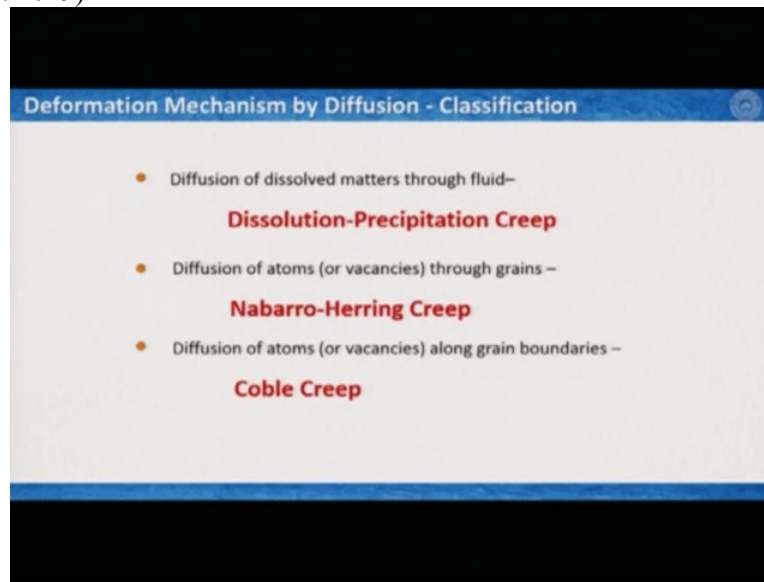 Deformation Mechanism by Diffusion - Classification
• Diffusion of dissolved matters through fluid–
Dissolution-Precipitation Creep
• Diffusion of atoms (or vacancies) through grains –
Nabarro-Herring Creep
• Diffusion of atoms (or vacancies) along grain boundaries –
Coble Creep